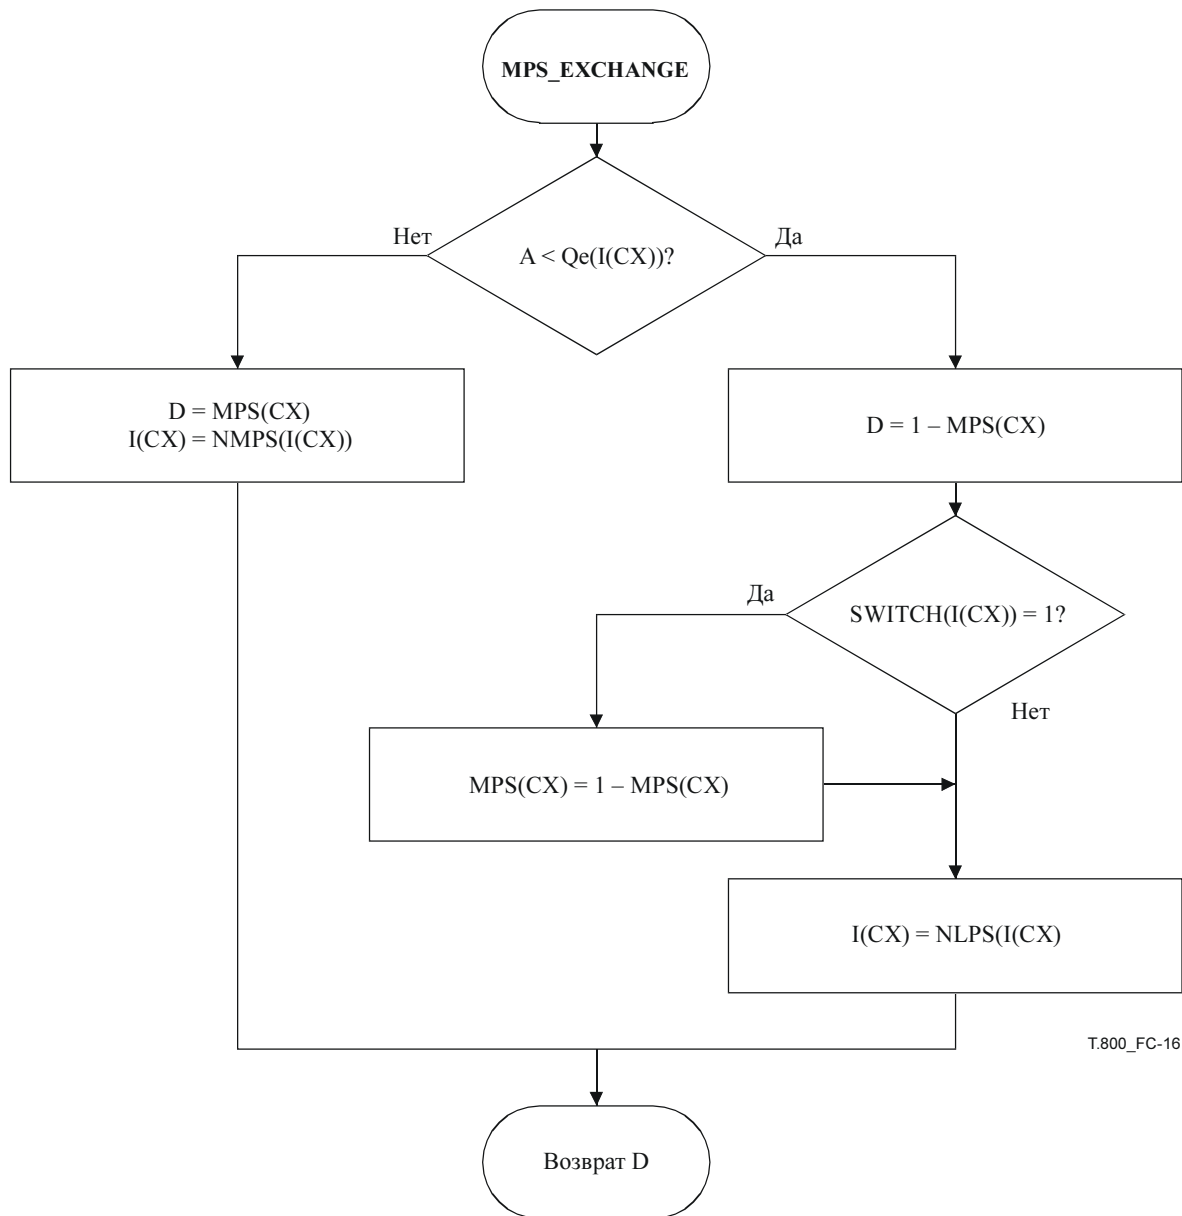 MPS_EXCHANGE
Нет
Да
A < Qe(I(CX))?
D = MPS(CX)
I(CX) = NMPS(I(CX))
D = 1 – MPS(CX)
Да
SWITCH(I(CX)) = 1?
Нет
MPS(CX) = 1 – MPS(CX)
I(CX) = NLPS(I(CX)
T.800_FC-16
Возврат D